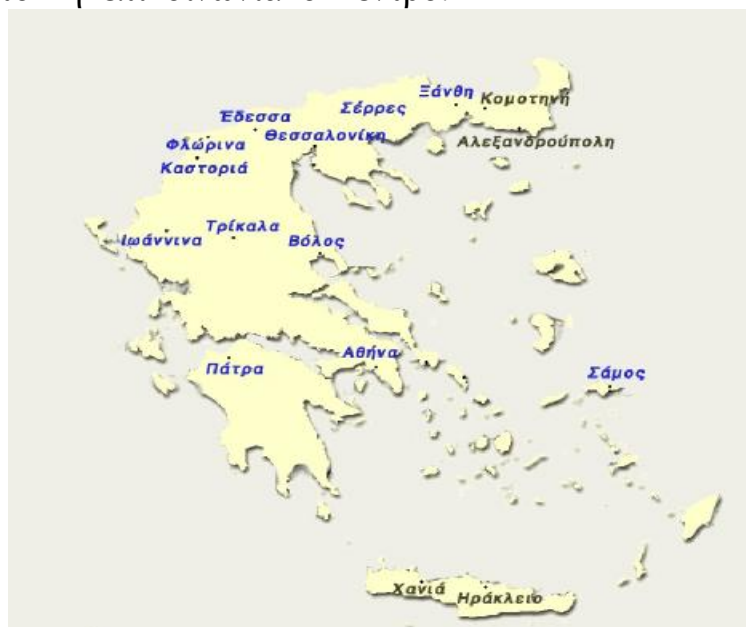 Ξάνθη
Κομοτηνή
Σέρρες
Έδεσσα
Θεσσαλονίκη
Αλεξανδρούπολη
Φλώρινα
Καστοριά
Τρίκαλα
Ιωάννινα
Βόλος
Αθήνα
Πάτρα
Σάμος
Χανιά
Ηράκλειο